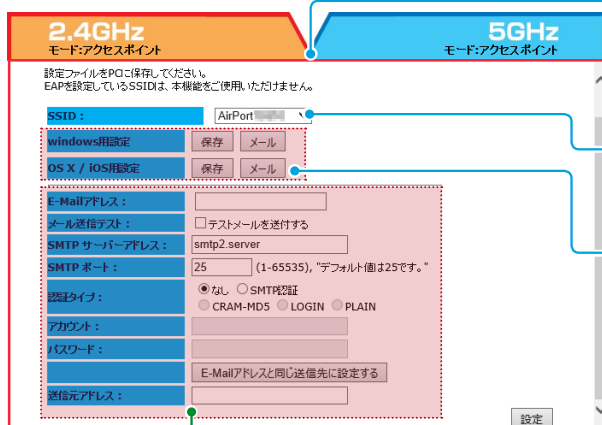 2.4GHz
モード:アクセスポイント
5GHz
モード:アクセスポイント
設定ファイルをPCに保存してください。
EAPを設定しているSSIDは、本機能をご使用いただけません。
SSID： AirPort
windows用設定 保存 メール
OS X / iOS用設定 保存 メール
E-Mailアドレス：
メール送信テスト： テストメールを送付する
SMTP サーバーアドレス： smtp2.server
SMTP ポート： 25 (1-65535), "デフォルト値は25です。"
認証タイプ： なし SMTP認証
CRAM-MD5 LOGIN PLAIN
アカウント：
パスワード：
E-Mailアドレスと同じ送信先に設定する
送信元アドレス：
設定